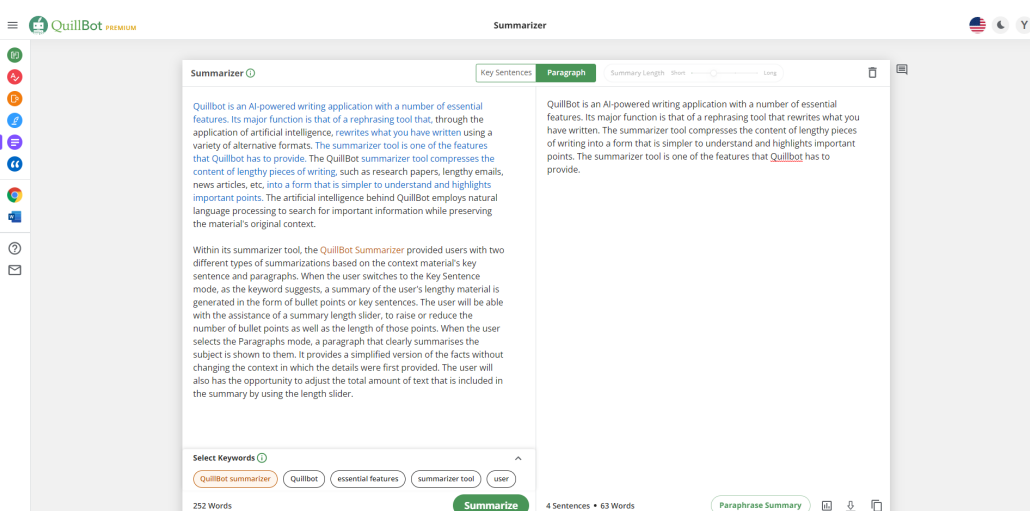 QuillBot PREMIUM
Summarizer
Y
Summarizer
Key Sentences
Paragraph
Summary Length Short Long
Quillbot is an AI-powered writing application with a number of essential
features. Its major function is that of a rephrasing tool that, through the
application of artificial intelligence, rewrites what you have written using a
variety of alternative formats. The summarizer tool is one of the features
that Quillbot has to provide. The QuillBot summarizer tool compresses the
content of lengthy pieces of writing, such as research papers, lengthy emails,
news articles, etc, into a form that is simpler to understand and highlights
important points. The artificial intelligence behind QuillBot employs natural
language processing to search for important information while preserving
the material's original context.
Within its summarizer tool, the QuillBot Summarizer provided users with two
different types of summarizations based on the context material's key
sentence and paragraphs. When the user switches to the Key Sentence
mode, as the keyword suggests, a summary of the user's lengthy material is
generated in the form of bullet points or key sentences. The user will be able
with the assistance of a summary length slider, to raise or reduce the
number of bullet points as well as the length of those points. When the user
selects the Paragraphs mode, a paragraph that clearly summarises the
subject is shown to them. It provides a simplified version of the facts without
changing the context in which the details were first provided. The user will
also has the opportunity to adjust the total amount of text that is included in
the summary by using the length slider.
QuillBot is an AI-powered writing application with a number of essential
features. Its major function is that of a rephrasing tool that rewrites what you
have written. The summarizer tool compresses the content of lengthy pieces
of writing into a form that is simpler to understand and highlights important
points. The summarizer tool is one of the features that Quillbot has to
provide.
Select Keywords
QuillBot summarizer
Quillbot
essential features
summarizer tool
user
252 Words
Summarize
4 Sentences • 63 Words
Paraphrase Summary